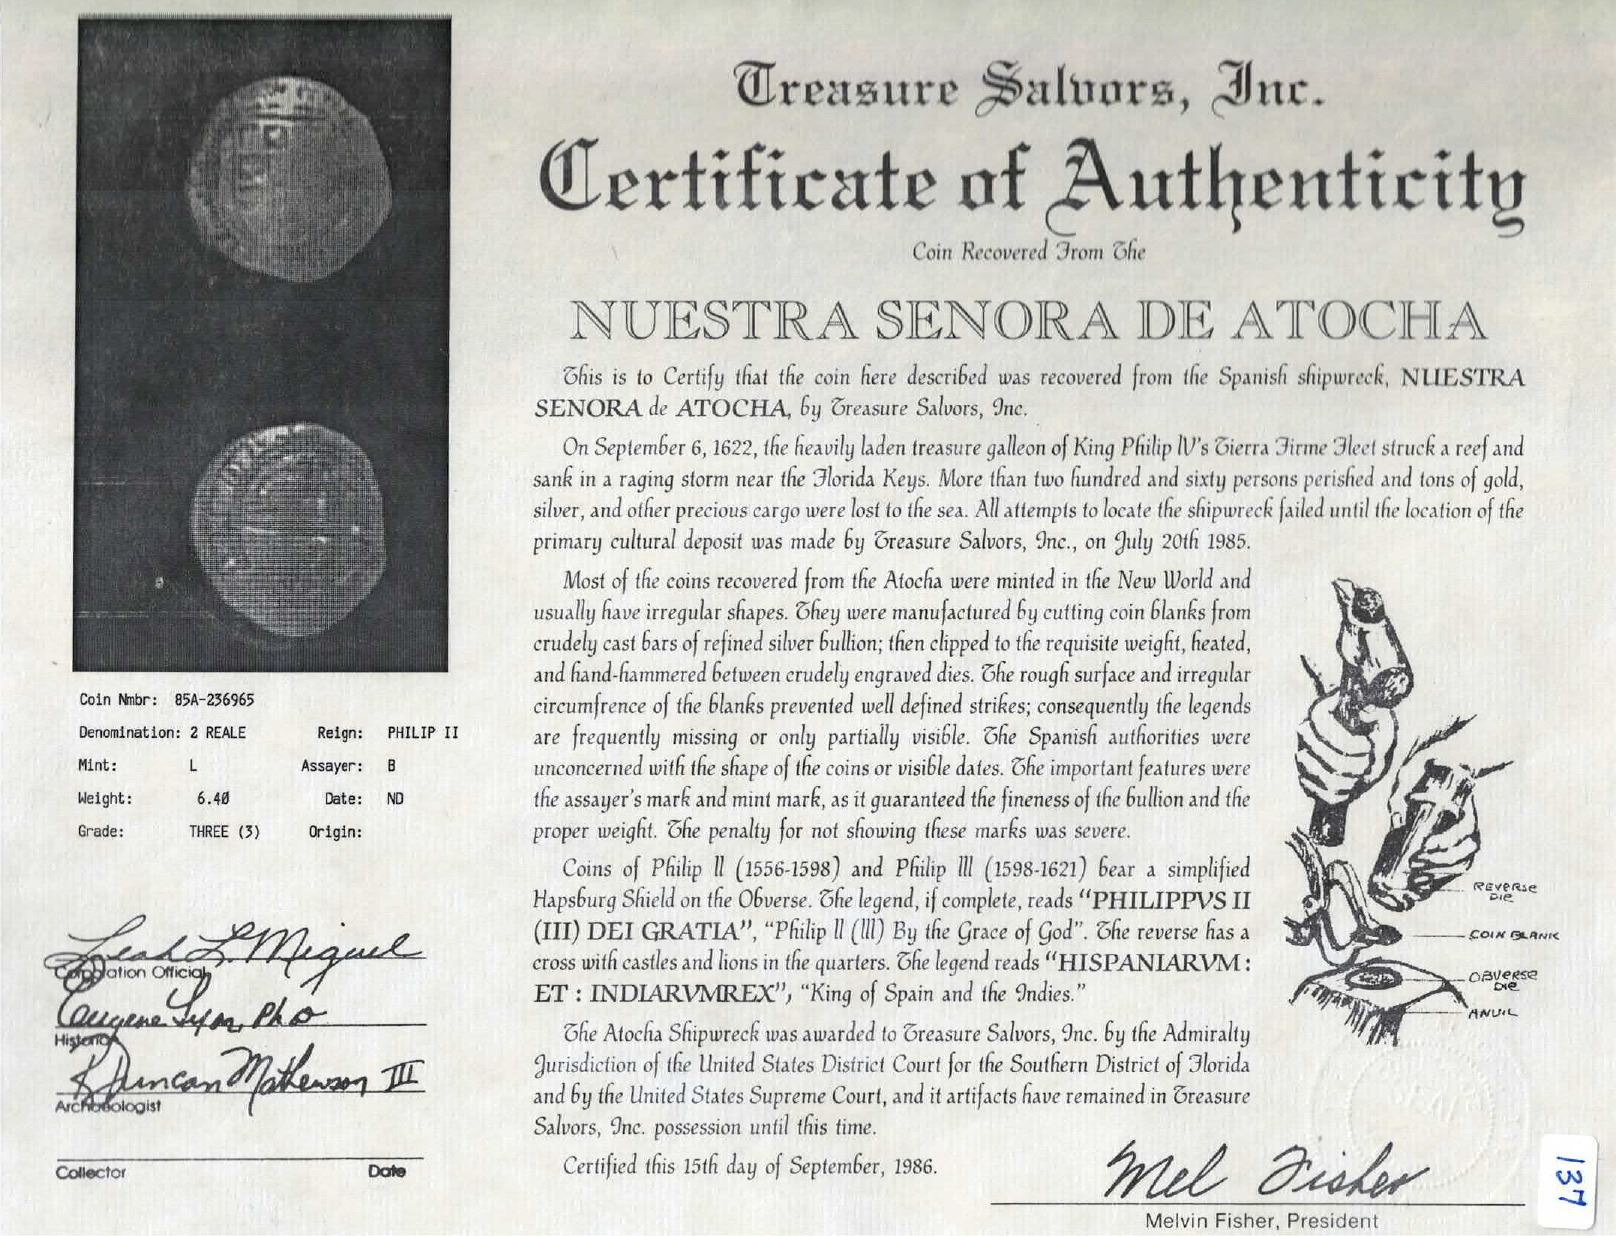 Treasure Salvors, Inc.
Certificate of Authenticity
Coin Recovered From The
NUESTRA SENORA DE ATOCHA
This is to Certify that the coin here described was recovered from the Spanish shipwreck, NUESTRA
SENORA de ATOCHA, by Treasure Salvors, Inc.
On September 6, 1622, the heavily laden treasure galleon of King Philip IV's Tierra Firme Fleet struck a reef and
sank in a raging storm near the Florida Keys. More than two hundred and sixty persons perished and tons of gold,
silver, and other precious cargo were lost to the sea. All attempts to locate the shipwreck failed until the location of the
primary cultural deposit was made by Treasure Salvors, Inc., on July 20th 1985.
Most of the coins recovered from the Atocha were minted in the New World and
usually have irregular shapes. They were manufactured by cutting coin blanks from
crudely cast bars of refined silver bullion; then clipped to the requisite weight, heated,
and hand-hammered between crudely engraved dies. The rough surface and irregular
circumfrence of the blanks prevented well defined strikes; consequently the legends
are frequently missing or only partially visible. The Spanish authorities were
unconcerned with the shape of the coins or visible dates. The important features were
the assayer's mark and mint mark, as it guaranteed the fineness of the bullion and the
proper weight. The penalty for not showing these marks was severe.
Coins of Philip II (1556-1598) and Philip III (1598-1621) bear a simplified
Hapsburg Shield on the Obverse. The legend, if complete, reads "PHILIPPVS II
(III) DEI GRATIA", "Philip II (III) By the Grace of God". The reverse has a
cross with castles and lions in the quarters. The legend reads "HISPANIARVM :
ET : INDIARVMREX", "King of Spain and the Indies."
The Atocha Shipwreck was awarded to Treasure Salvors, Inc. by the Admiralty
Jurisdiction of the United States District Court for the Southern District of Florida
and by the United States Supreme Court, and it artifacts have remained in Treasure
Salvors, Inc. possession until this time.
Certified this 15th day of September, 1986.
Mel Fisher
Melvin Fisher, President
REVERSE
DIE
COIN BLANK
OBVERSE
DIE
ANVIL
137
Coin Nmbr: 85A-236965
Denomination: 2 REALE Reign: PHILIP II
Mint: L Assayer: B
Weight: 6.40 Date: ND
Grade: THREE (3) Origin:
Leah L. Miguel
Corporation Official
Eugene Lyon, PhD
Historian
R Duncan Mathewson III
Archaeologist
Collector Date